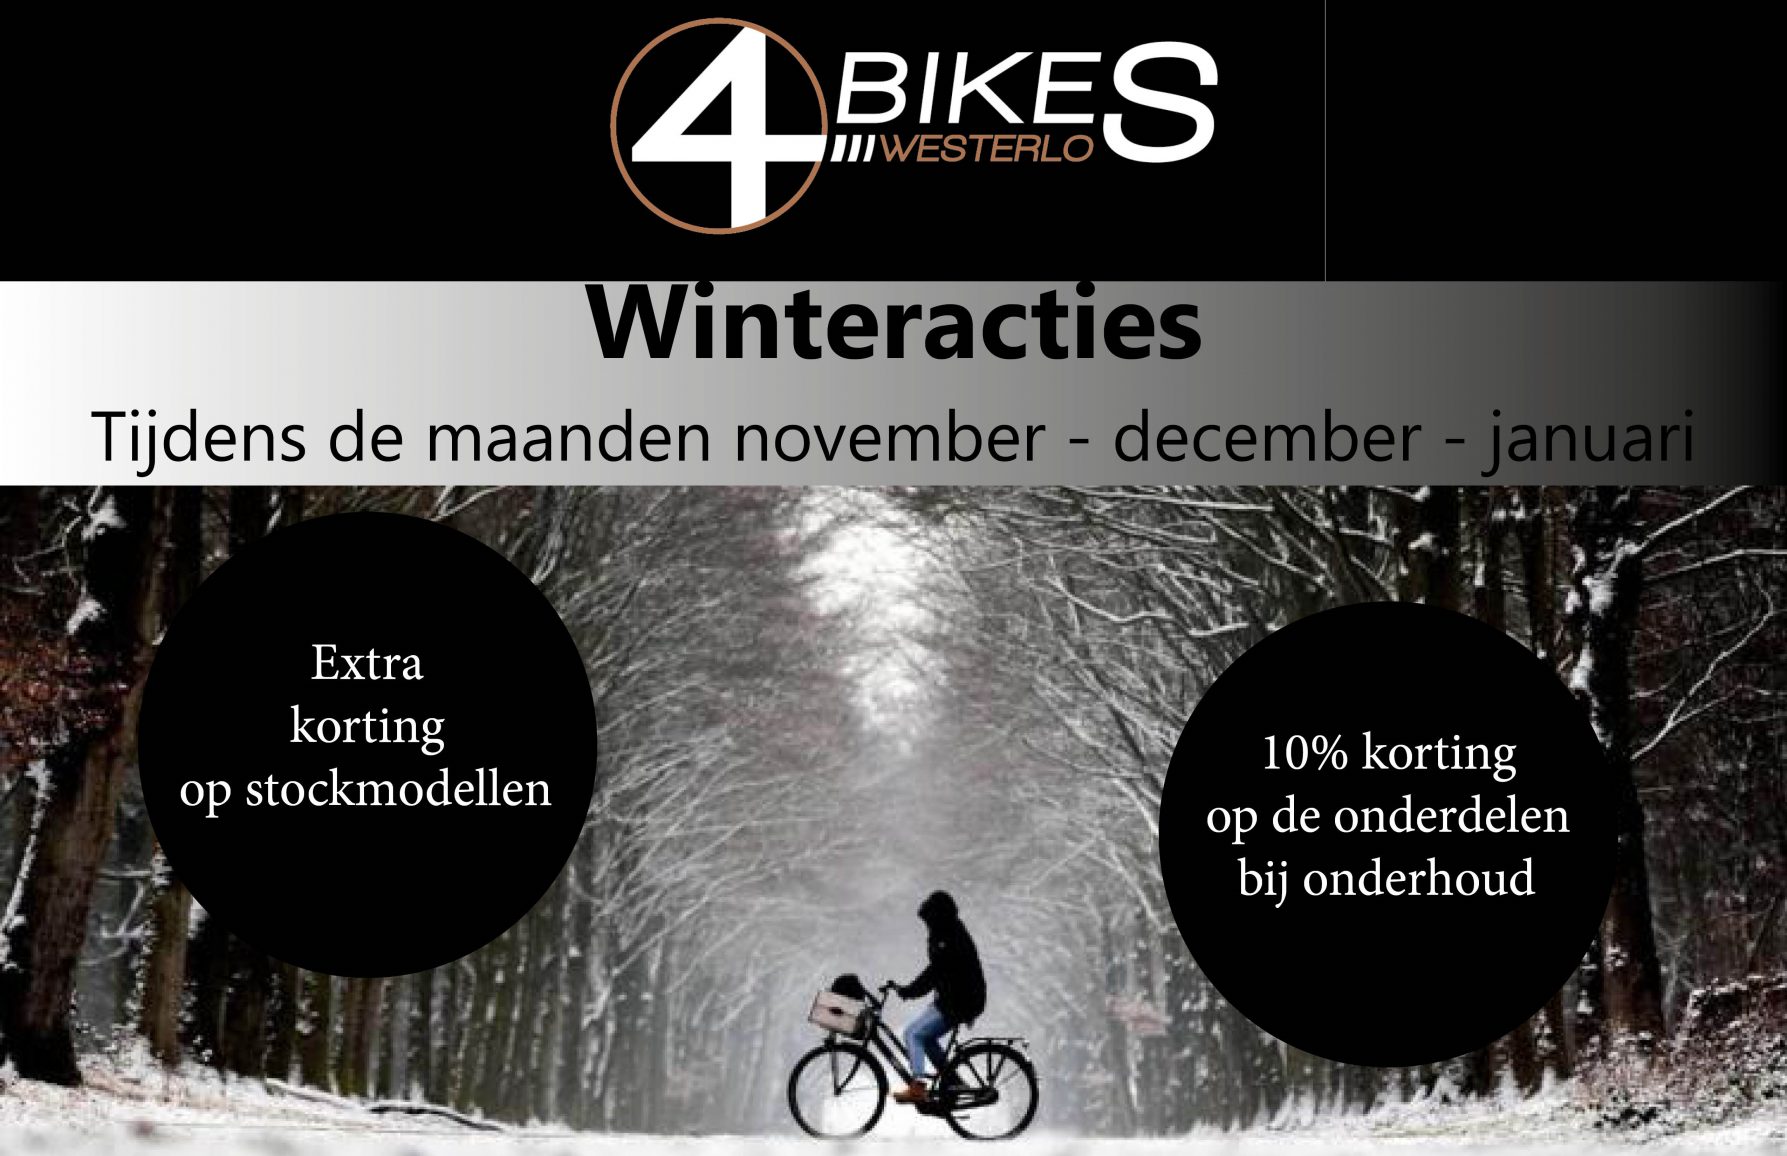 4 BIKES
WESTERLO
Winteracties
Tijdens de maanden november - december - januari
Extra
korting
op stockmodellen
10% korting
op de onderdelen
bij onderhoud